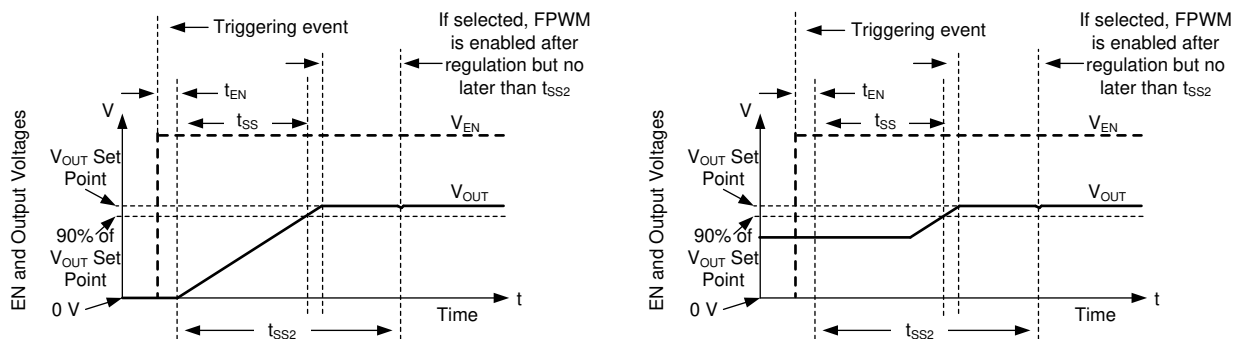 Triggering event
If selected, FPWM
is enabled after
regulation but no
later than tSS2
tEN
V
tSS
VEN
VOUT Set
Point
VOUT
90% of
VOUT Set
Point
0 V
t
Time
tSS2
EN and Output Voltages
Triggering event
If selected, FPWM
is enabled after
regulation but no
later than tSS2
tEN
V
tSS
VEN
VOUT Set
Point
VOUT
90% of
VOUT Set
Point
0 V
t
Time
tSS2
EN and Output Voltages